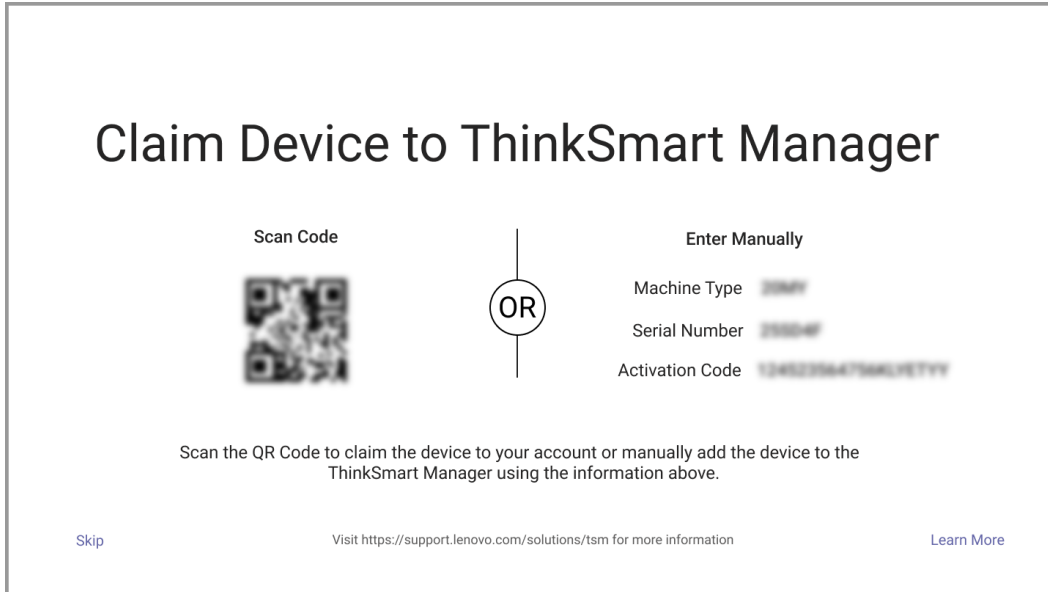 Claim Device to ThinkSmart Manager
Scan Code
OR
Enter Manually
Machine Type
Serial Number
Activation Code
Scan the QR Code to claim the device to your account or manually add the device to the
ThinkSmart Manager using the information above.
Skip
Visit https://support.lenovo.com/solutions/tsm for more information
Learn More